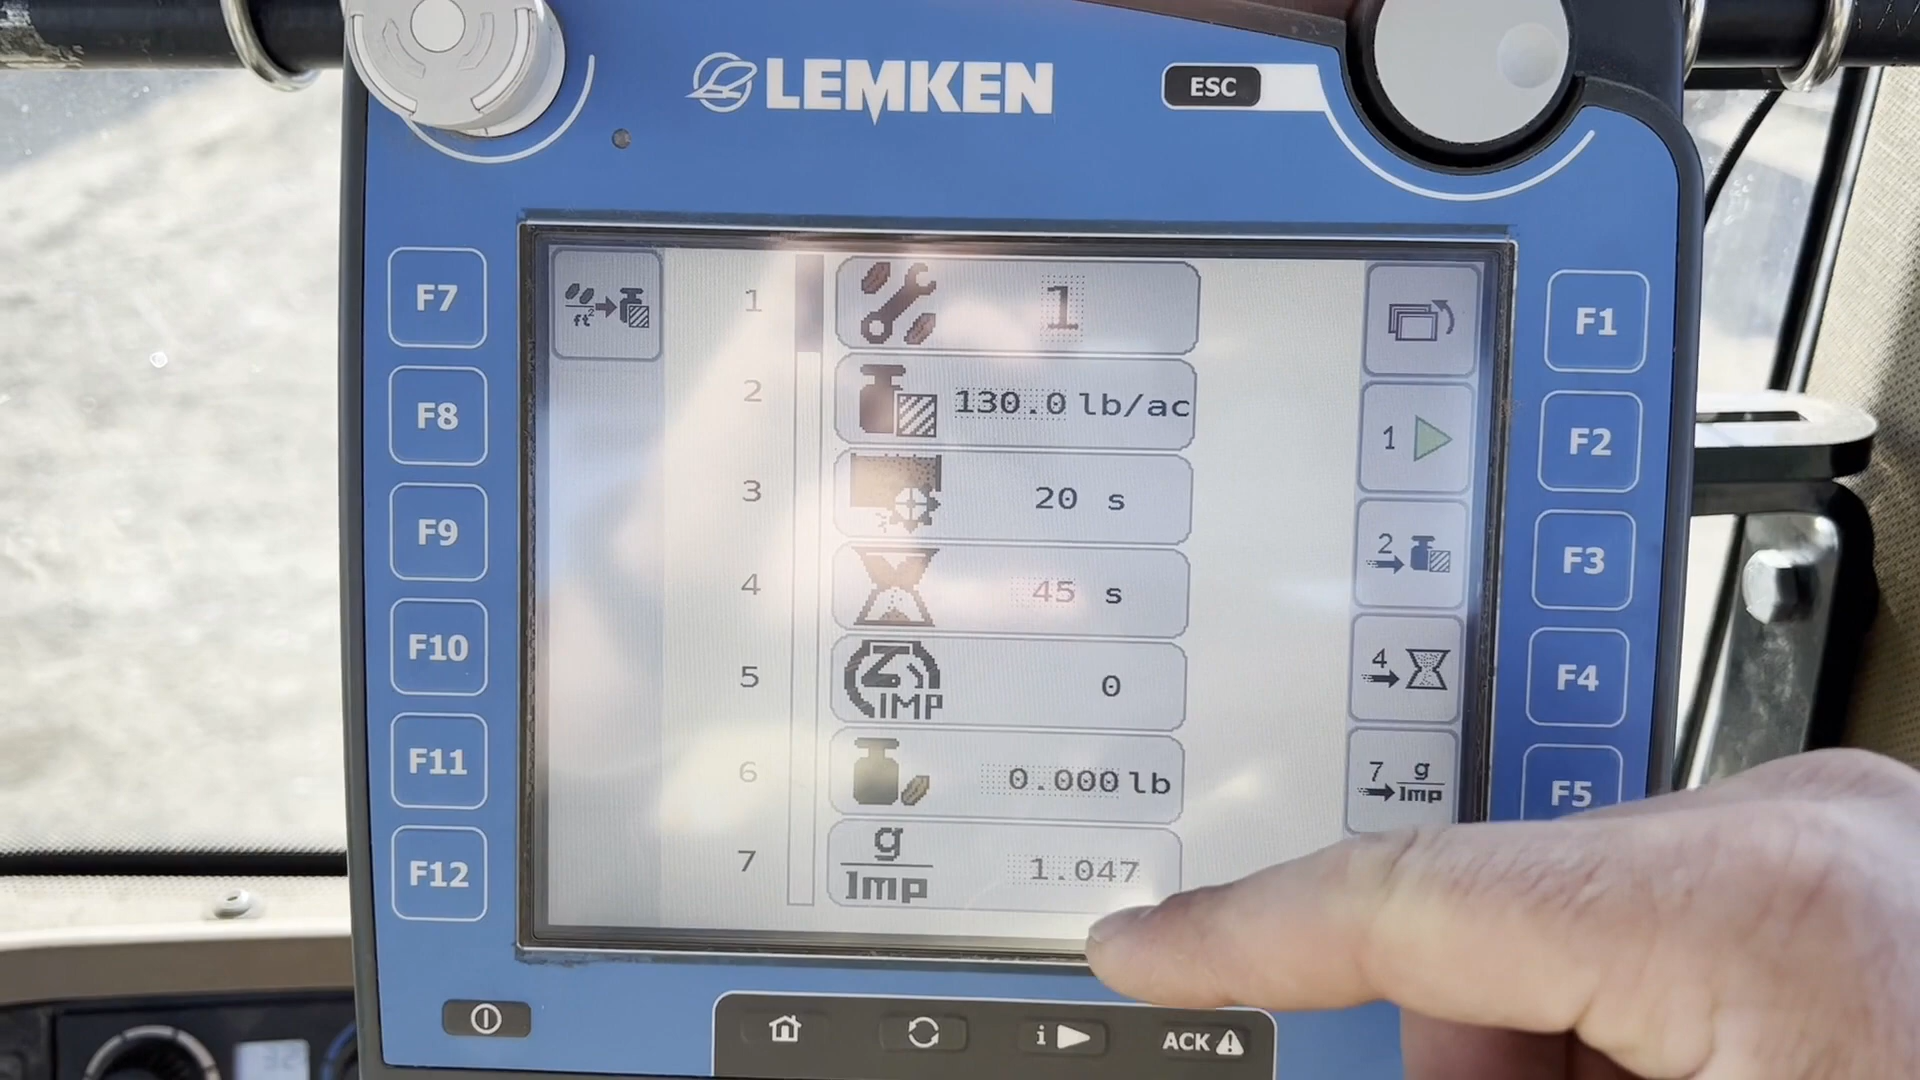 LEMKEN
ESC
F7
F8
F9
F10
F11
F12
ft²
1
1
2
130.0 lb/ac
3
20 s
4
45 s
5
IMP
0
6
0.000 lb
7
g
Imp
1.047
1
2
4
7
g
Imp
F1
F2
F3
F4
F5
i
ACK